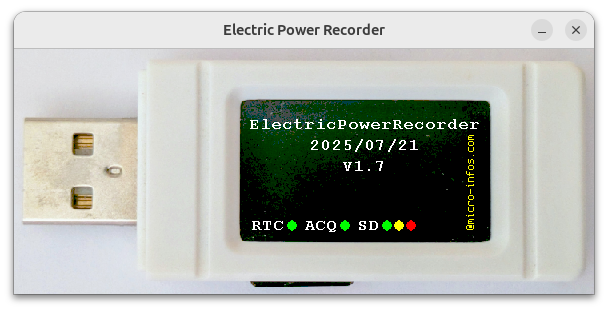 Electric Power Recorder
ElectricPowerRecorder
2025/07/21
V1.7
@micro-infos.com
RTC ACQ SD